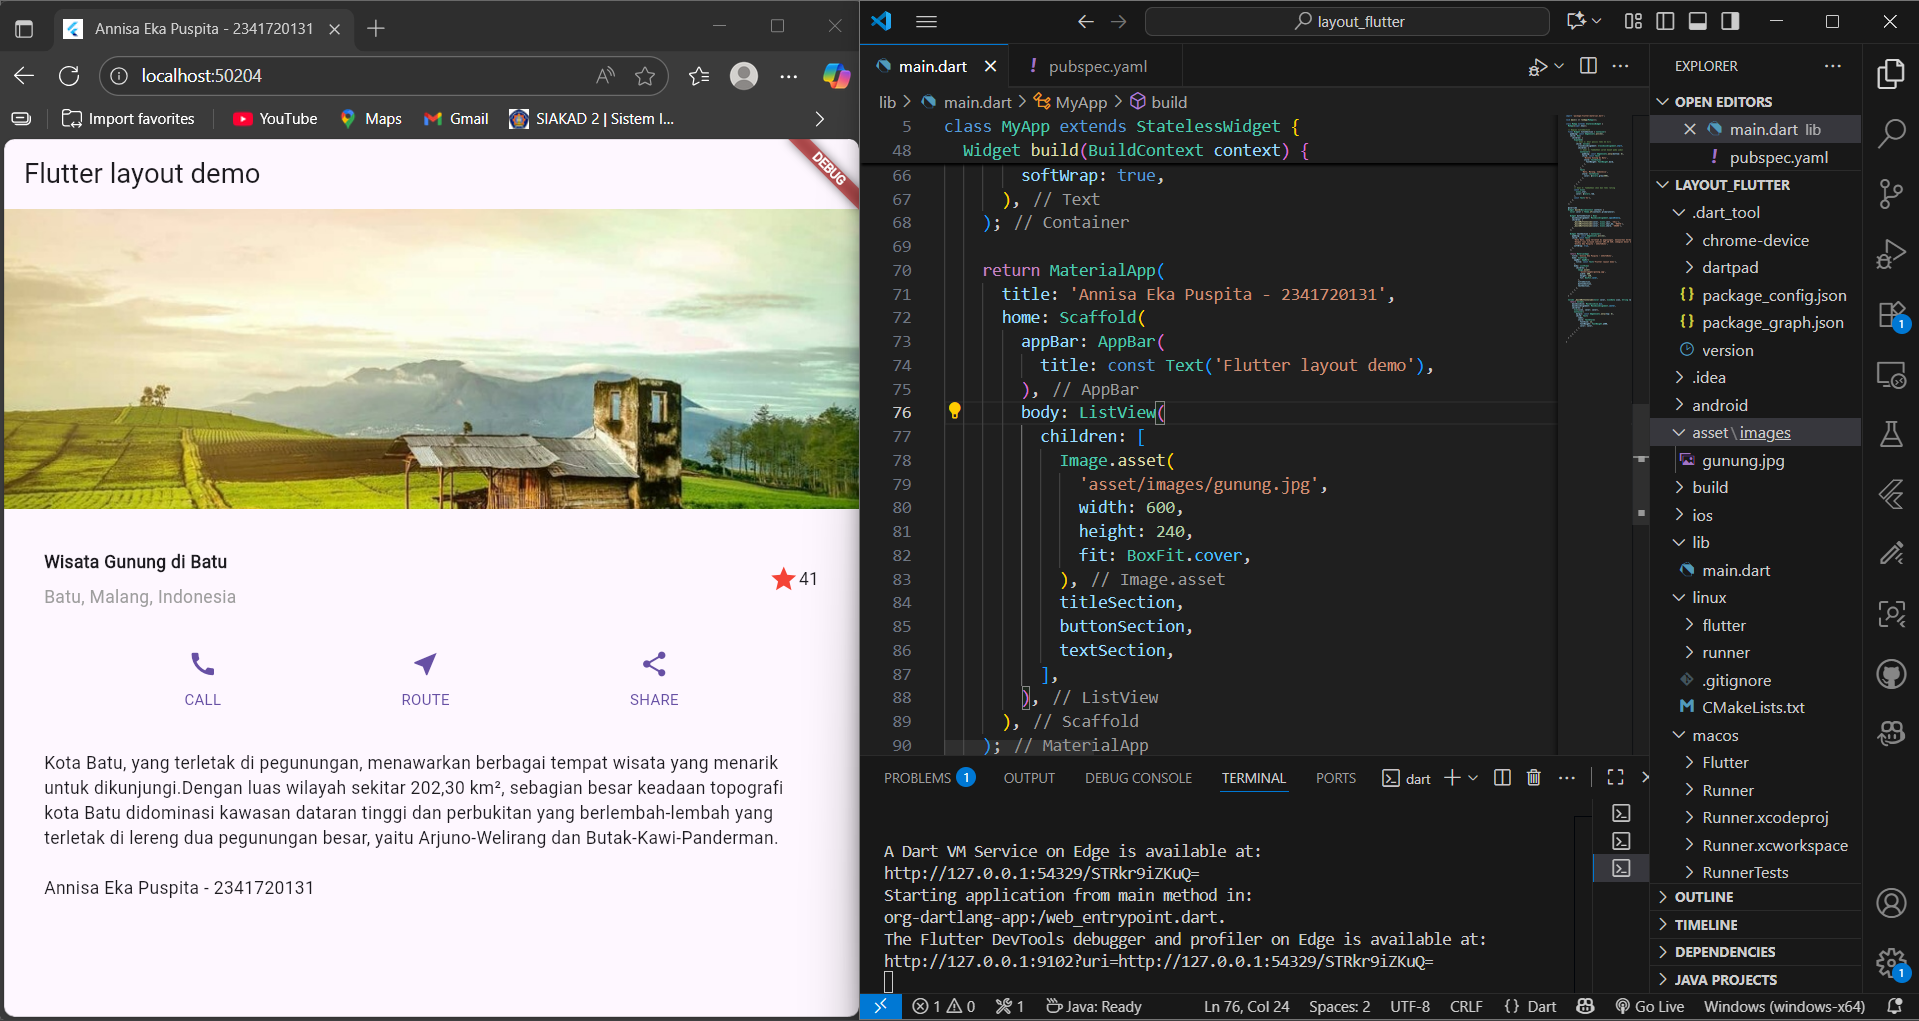 Annisa Eka Puspita - 2341720131
localhost:50204
Import favorites
YouTube
Maps
Gmail
SIAKAD 2 | Sistem I...
Flutter layout demo
DEBUG
Wisata Gunung di Batu
Batu, Malang, Indonesia
41
CALL
ROUTE
SHARE
Kota Batu, yang terletak di pegunungan, menawarkan berbagai tempat wisata yang menarik
untuk dikunjungi.Dengan luas wilayah sekitar 202,30 km², sebagian besar keadaan topografi
kota Batu didominasi kawasan dataran tinggi dan perbukitan yang berlembah-lembah yang
terletak di lereng dua pegunungan besar, yaitu Arjuno-Welirang dan Butak-Kawi-Panderman.
Annisa Eka Puspita - 2341720131
layout_flutter
main.dart
! pubspec.yaml
lib > main.dart > MyApp > build
5 class MyApp extends StatelessWidget {
48 Widget build(BuildContext context) {
66 softWrap: true,
67 ), // Text
68 ); // Container
69
70 return MaterialApp(
71 title: 'Annisa Eka Puspita - 2341720131',
72 home: Scaffold(
73 appBar: AppBar(
74 title: const Text('Flutter layout demo'),
75 ), // AppBar
76 body: ListView(
77 children: [
78 Image.asset(
79 'asset/images/gunung.jpg',
80 width: 600,
81 height: 240,
82 fit: BoxFit.cover,
83 ), // Image.asset
84 titleSection,
85 buttonSection,
86 textSection,
87 ],
88 ), // ListView
89 ), // Scaffold
90 ); // MaterialApp
PROBLEMS 1
OUTPUT
DEBUG CONSOLE
TERMINAL
PORTS
dart
A Dart VM Service on Edge is available at:
http://127.0.0.1:54329/STRkr9iZKuQ=
Starting application from main method in:
org-dartlang-app:/web_entrypoint.dart.
The Flutter DevTools debugger and profiler on Edge is available at:
http://127.0.0.1:9102?uri=http://127.0.0.1:54329/STRkr9iZKuQ=
EXPLORER
OPEN EDITORS
main.dart lib
! pubspec.yaml
LAYOUT_FLUTTER
.dart_tool
chrome-device
dartpad
{} package_config.json
{} package_graph.json
version
.idea
android
asset\images
gunung.jpg
build
ios
lib
main.dart
linux
flutter
runner
.gitignore
M CMakeLists.txt
macos
Flutter
Runner
Runner.xcodeproj
Runner.xcworkspace
RunnerTests
OUTLINE
TIMELINE
DEPENDENCIES
JAVA PROJECTS
1
1
1 0
1
Java: Ready
Ln 76, Col 24
Spaces: 2
UTF-8
CRLF
{} Dart
Go Live
Windows (windows-x64)